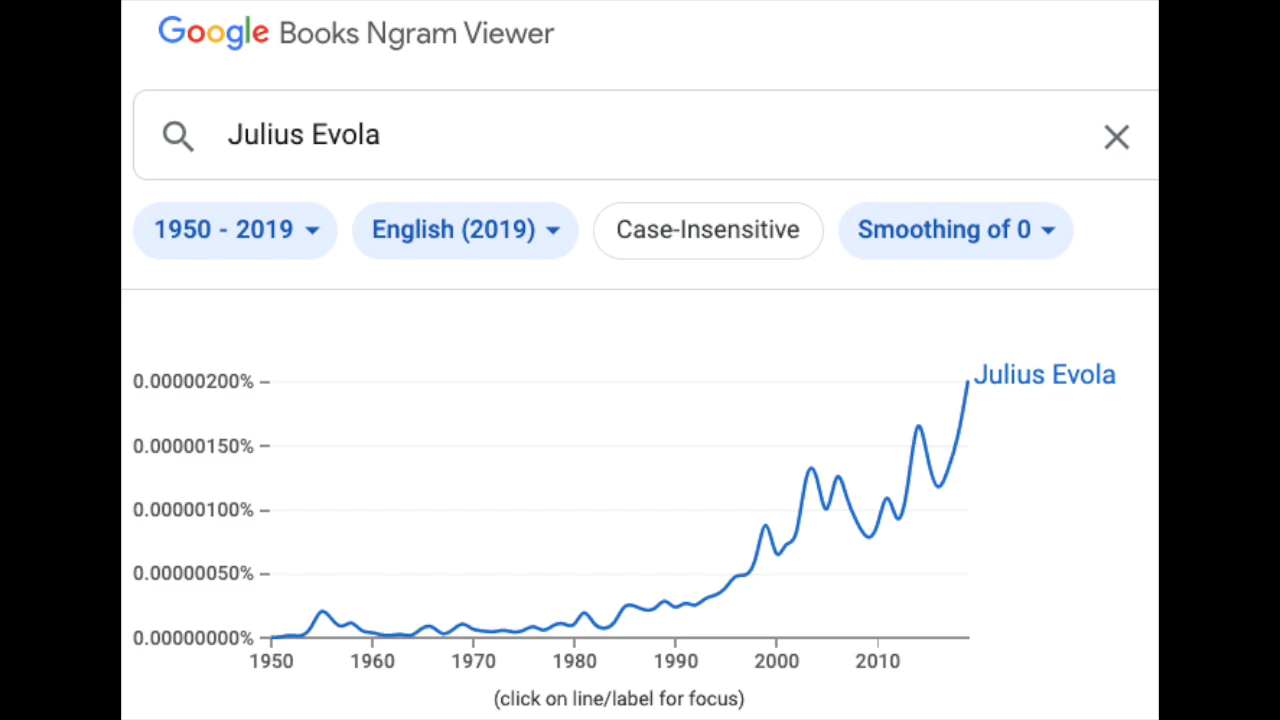 Google Books Ngram Viewer
Julius Evola
1950 - 2019 English (2019) Case-Insensitive Smoothing of 0
Julius Evola
0.00000200%
0.00000150%
0.00000100%
0.00000050%
0.00000000%
1950 1960 1970 1980 1990 2000 2010
(click on line/label for focus)